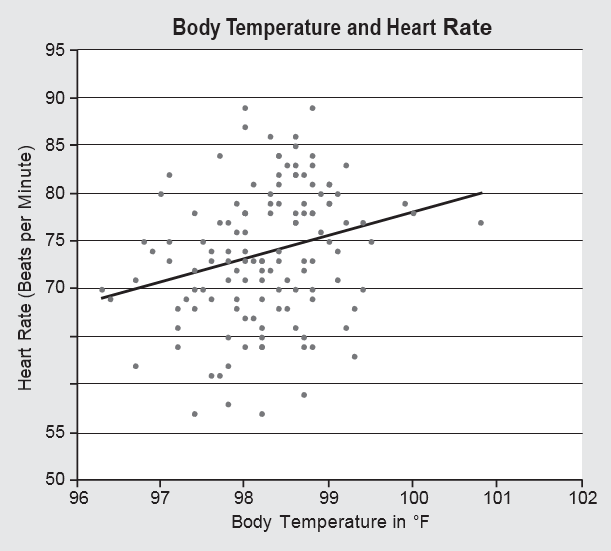 Body Temperature and Heart Rate
95
90
85
80
75
70
55
50
Heart Rate (Beats per Minute)
96 97 98 99 100 101 102
Body Temperature in °F